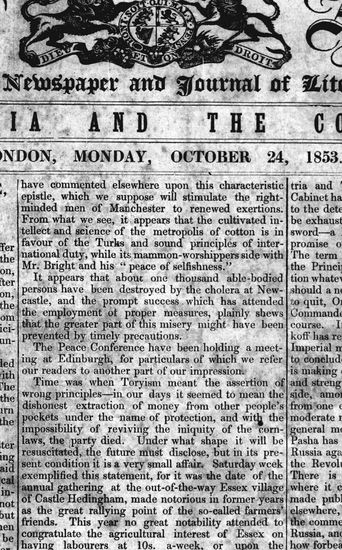 DIEU ET MON DROIT
Newspaper and Journal of Lite
IA AND THE CO
ONDON, MONDAY, OCTOBER 24, 1853.
have commented elsewhere upon this characteristic
epistle, which we suppose will stimulate the right-
minded men of Manchester to renewed exertions.
From what we see, it appears that the cultivated in-
tellect and science of the metropolis of cotton is in
favour of the Turks and sound principles of inter-
national duty, while its mammon-worshippers side with
Mr. Bright and his "peace of selfishness."
It appears that about one thousand able-bodied
persons have been destroyed by the cholera at New-
castle, and the prompt success which has attended
the employment of proper measures, plainly shews
that the greater part of this misery might have been
prevented by timely precautions.
The Peace Conference have been holding a meet-
ing at Edinburgh, for particulars of which we refer
our readers to another part of our impression.
Time was when Toryism meant the assertion of
wrong principles—in our days it seemed to mean the
dishonest extraction of money from other people's
pockets under the name of protection, and with the
impossibility of reviving the iniquity of the corn-
laws, the party died. Under what shape it will be
resuscitated, the future must disclose, but in its pre-
sent condition it is a very small affair. Saturday week
exemplified this statement, for it was the date of the
annual gathering at the out-of-the-way Essex village
of Castle Hedingham, made notorious in former years
as the great rallying point of the so-called farmers'
friends. This year no great notability attended to
congratulate the agricultural interest of Essex on
having labourers at 10s. a-week, or upon the
tria and
Cabinet ha
to the dete
be exhaust
sword—a
promise o
The term
the Princi
tion whatev
should a ne
to quit, O
Commande
course. I
koff has re
Imperial m
to conclude
is making
and streng
side, amon
from one c
moderate r
general mo
Pasha has
Russia aga
the Revolu
There is
where it c
made publ
elsewhere,
the comme
Russia, and
how forbea